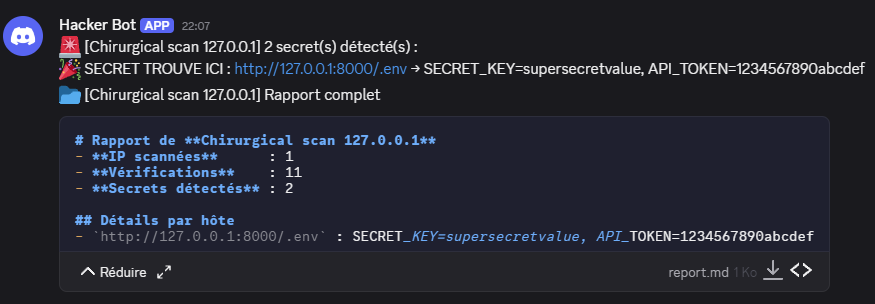 Hacker Bot APP 22:07
🚨 [Chirurgical scan 127.0.0.1] 2 secret(s) détecté(s) :
🎉 SECRET TROUVE ICI : http://127.0.0.1:8000/.env → SECRET_KEY=supersecretvalue, API_TOKEN=1234567890abcdef
📂 [Chirurgical scan 127.0.0.1] Rapport complet
# Rapport de **Chirurgical scan 127.0.0.1**
- **IP scannées** : 1
- **Vérifications** : 11
- **Secrets détectés** : 2
## Détails par hôte
- `http://127.0.0.1:8000/.env` : SECRET_KEY=supersecretvalue, API_TOKEN=1234567890abcdef
Réduire report.md 1 Ko